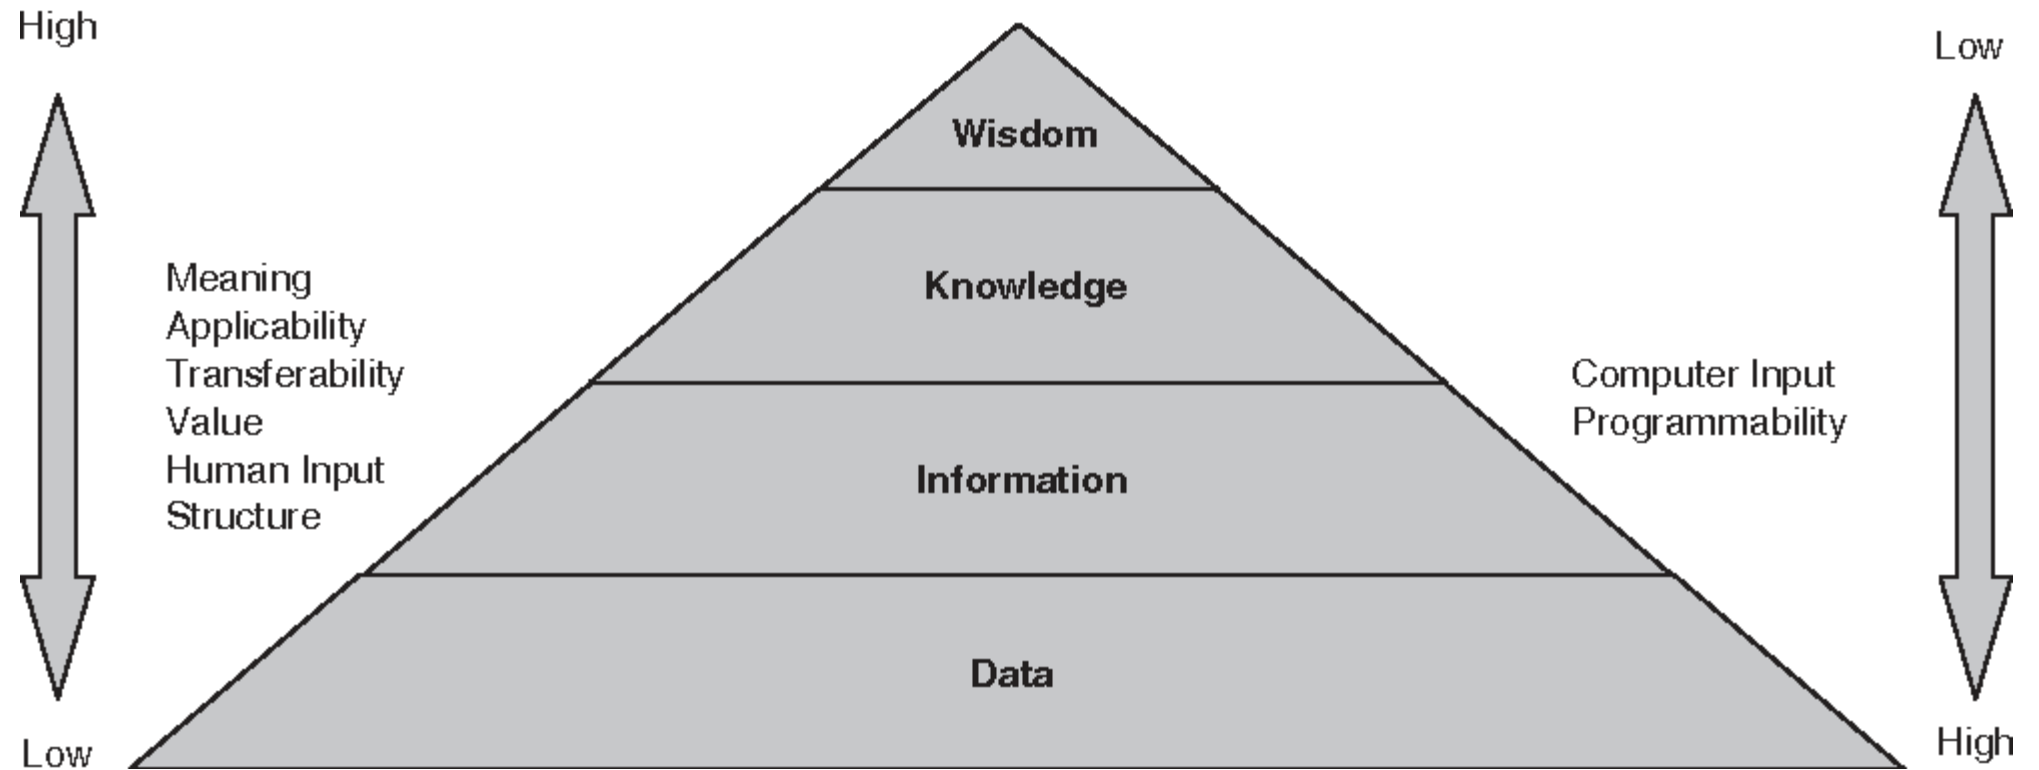 High
Low
Wisdom
Knowledge
Meaning
Applicability
Transferability
Value
Human Input
Structure
Computer Input
Programmability
Information
Data
Low
High